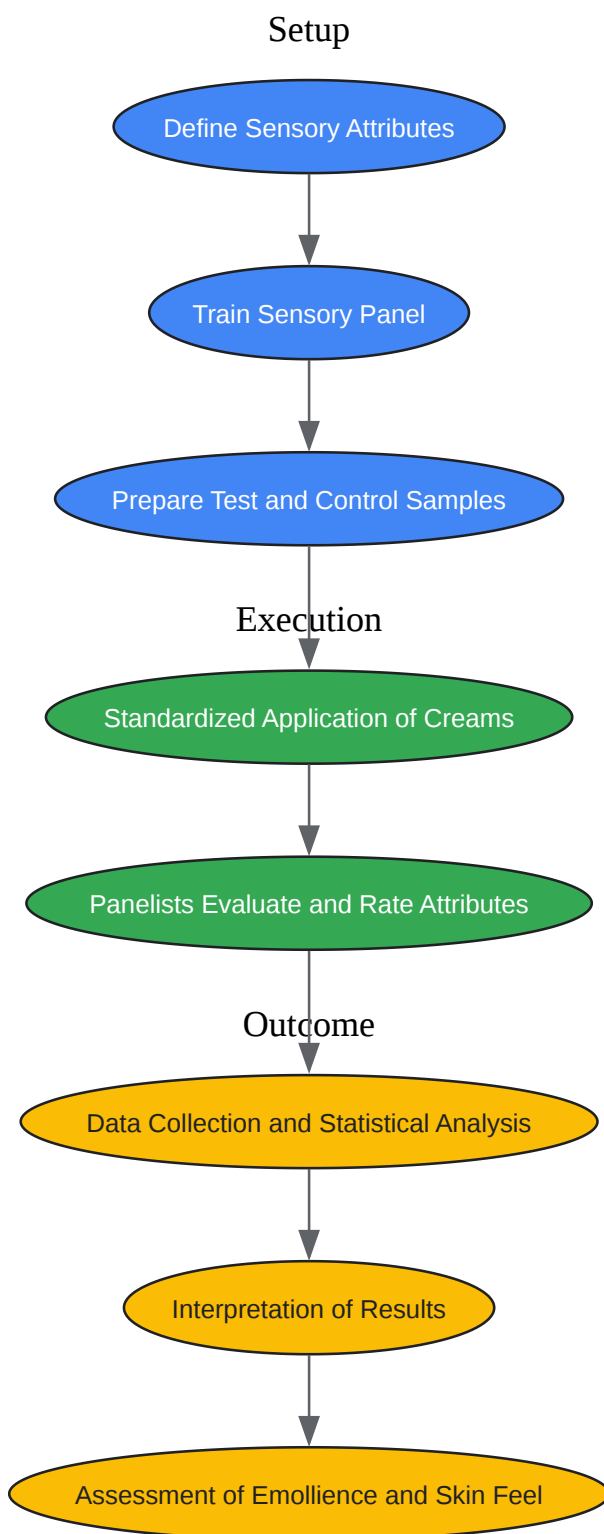 Setup
Define Sensory Attributes
Train Sensory Panel
Prepare Test and Control Samples
Execution
Standardized Application of Creams
Panelists Evaluate and Rate Attributes
Outcome
Data Collection and Statistical Analysis
Interpretation of Results
Assessment of Emollience and Skin Feel